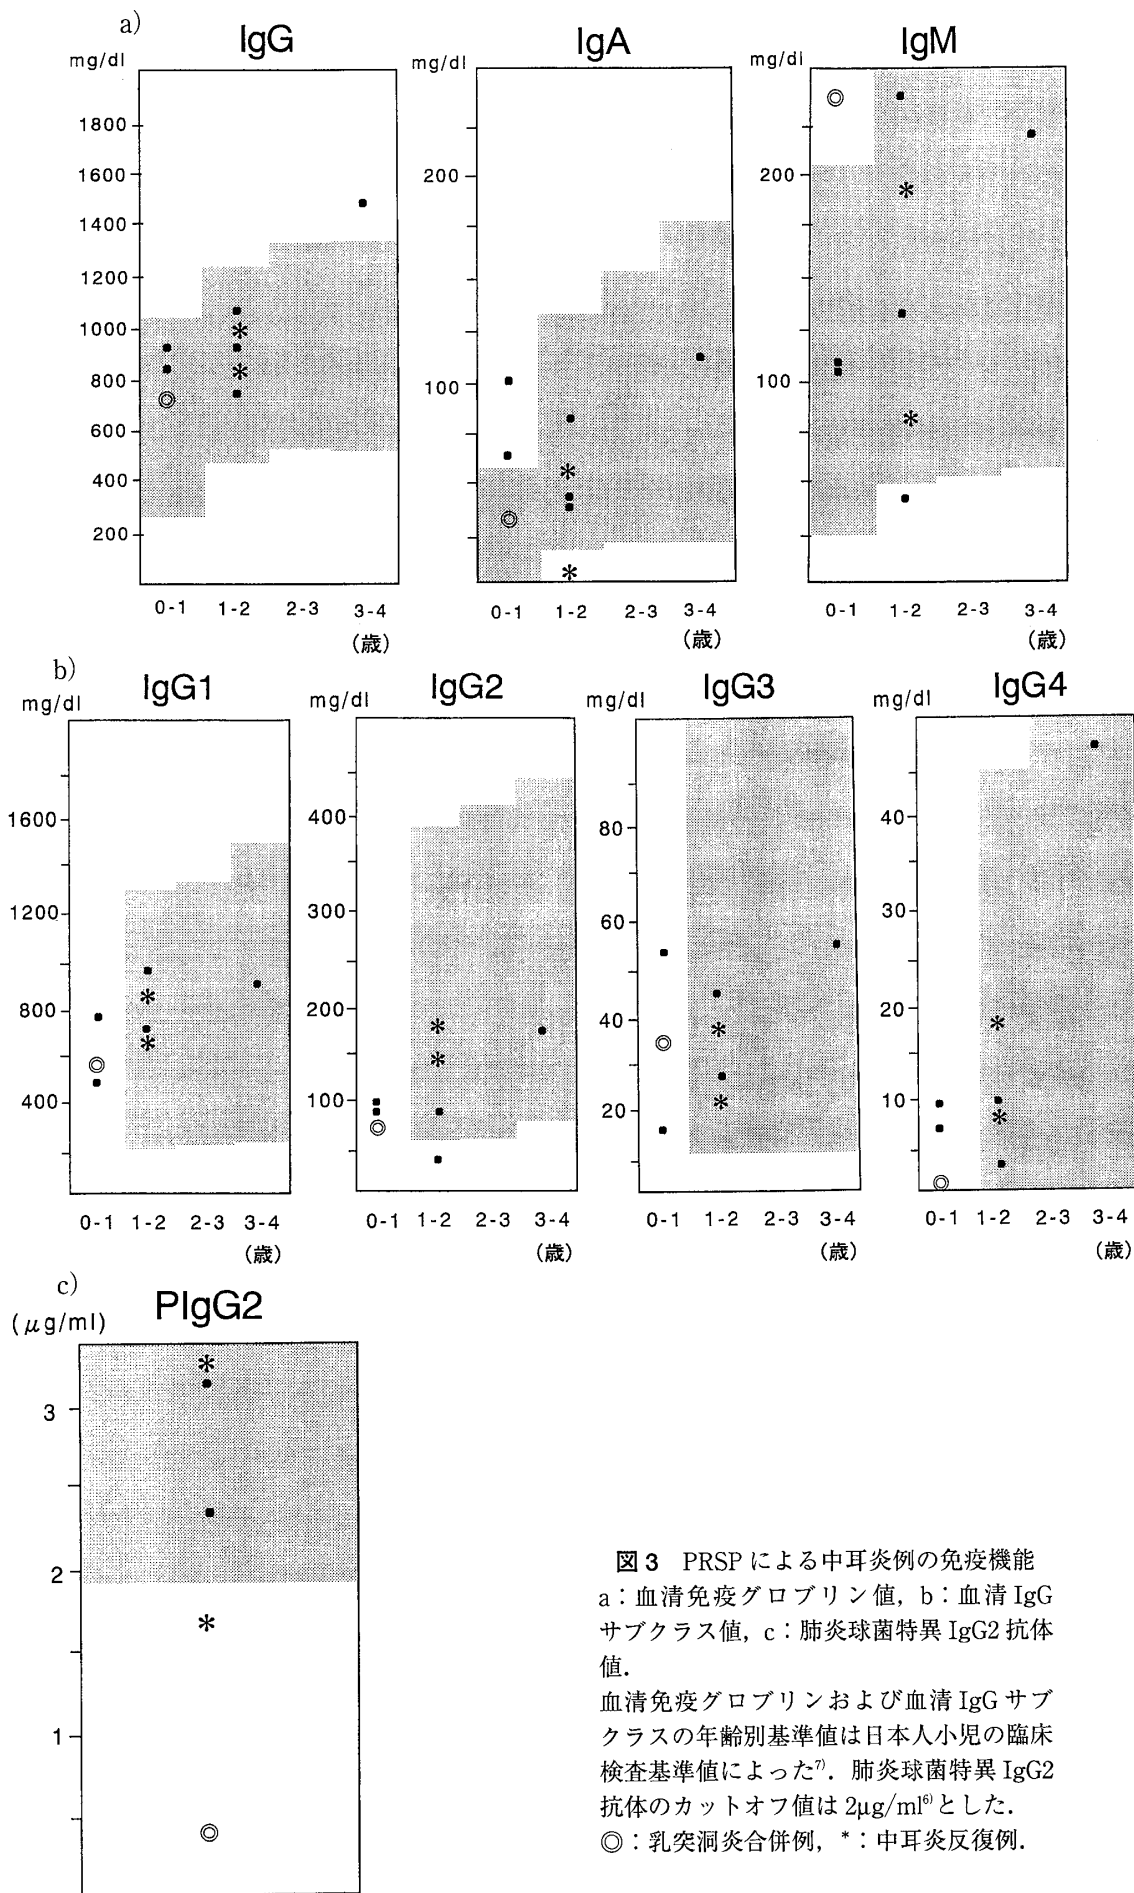 a)
IgG
IgA
IgM
mg/dl
mg/dl
mg/dl
1800
1600
1400
1200
1000
800
600
400
200
200
100
200
100
0-1 1-2 2-3 3-4
(歳)
0-1 1-2 2-3 3-4
(歳)
0-1 1-2 2-3 3-4
(歳)
b)
IgG1
IgG2
IgG3
IgG4
mg/dl
mg/dl
mg/dl
mg/dl
1600
1200
800
400
400
300
200
100
80
60
40
20
40
30
20
10
0-1 1-2 2-3 3-4
(歳)
0-1 1-2 2-3 3-4
(歳)
0-1 1-2 2-3 3-4
(歳)
0-1 1-2 2-3 3-4
(歳)
c)
PIgG2
(μg/ml)
3
2
1
図3 PRSPによる中耳炎例の免疫機能
a：血清免疫グロブリン値，b：血清IgG
サブクラス値，c：肺炎球菌特異IgG2抗体
値．
血清免疫グロブリンおよび血清IgGサブ
クラスの年齢別基準値は日本人小児の臨床
検査基準値によった7)．肺炎球菌特異IgG2
抗体のカットオフ値は2μg/ml6)とした．
◎：乳突洞炎合併例，*：中耳炎反復例．